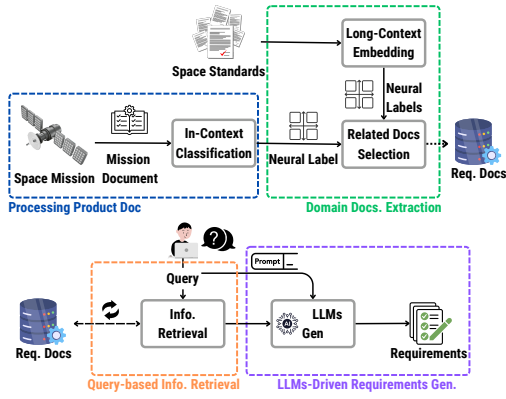 Space Standards
Long-Context
Embedding
Neural
Labels
In-Context
Classification
Mission
Document
Space Mission
Neural Label
Related Docs
Selection
Req. Docs
Processing Product Doc
Domain Docs. Extraction
?
Query
Prompt
Info.
Retrieval
AI
LLMs
Gen
Req. Docs
Requirements
Query-based Info. Retrieval
LLMs-Driven Requirements Gen.